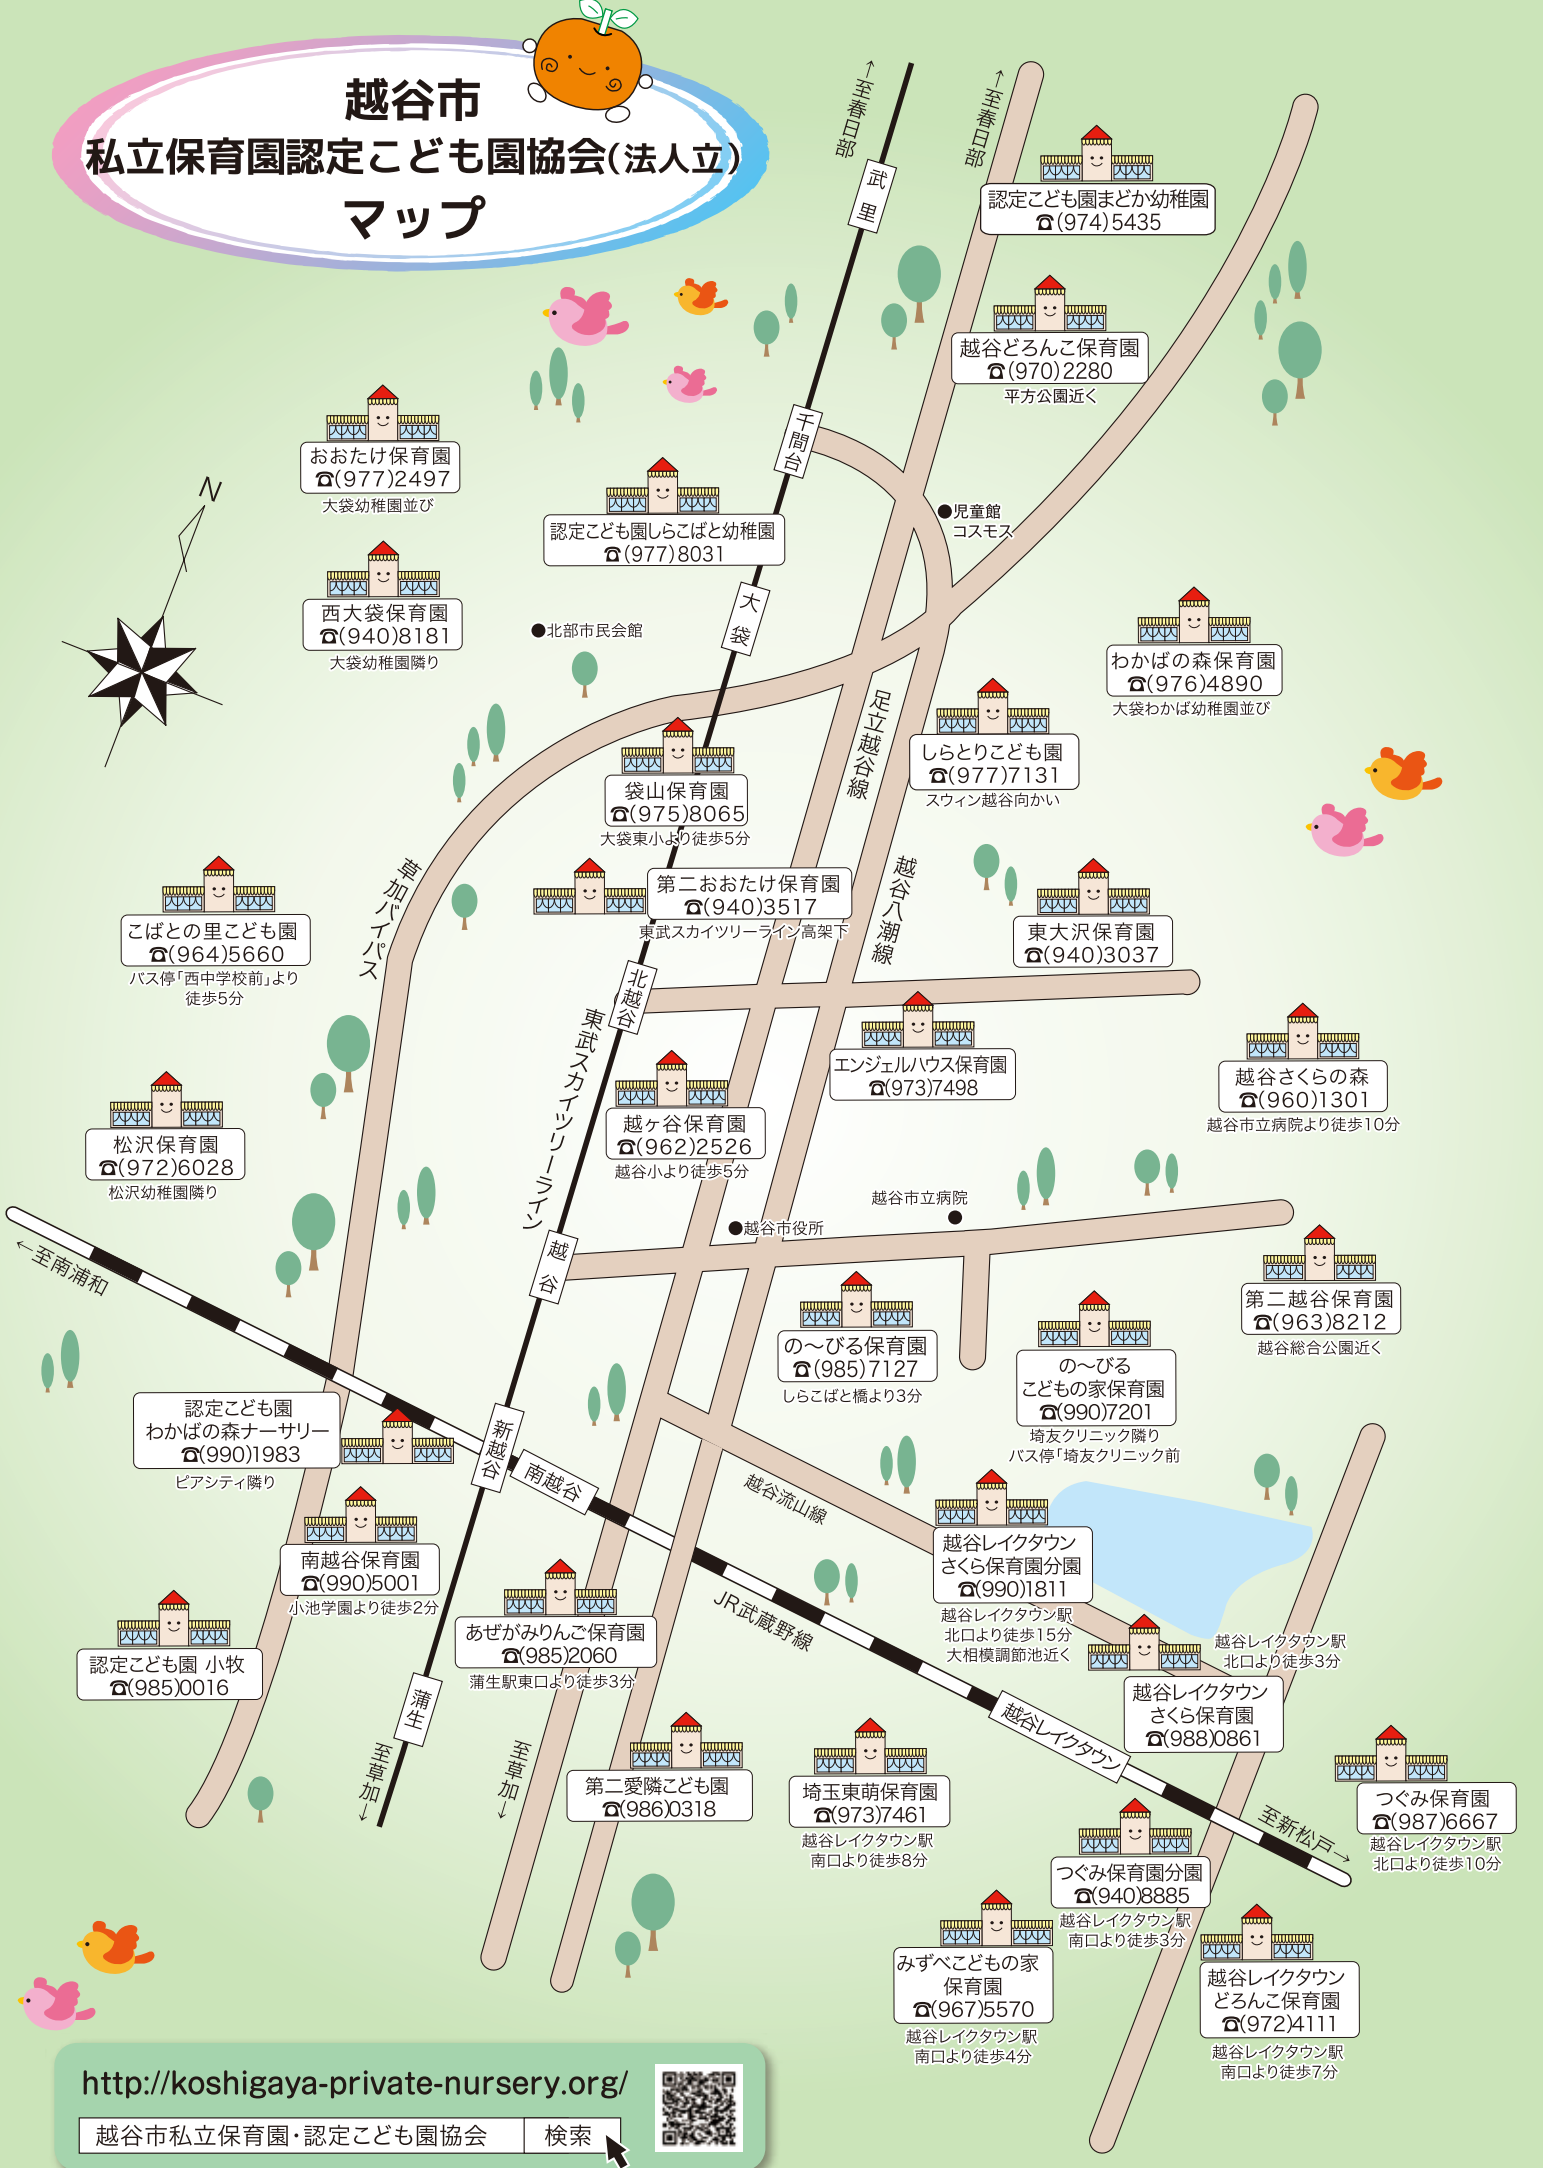 越谷市
私立保育園認定こども園協会(法人立)
マップ
↑至春日部
↑至春日部
武里
認定こども園まどか幼稚園
☎(974)5435
越谷どろんこ保育園
☎(970)2280
平方公園近く
千間台
おおたけ保育園
☎(977)2497
大袋幼稚園並び
N
認定こども園しらこばと幼稚園
☎(977)8031
●児童館
コスモス
西大袋保育園
☎(940)8181
大袋幼稚園隣り
●北部市民会館
大袋
わかばの森保育園
☎(976)4890
大袋わかば幼稚園並び
足立越谷線
しらとりこども園
☎(977)7131
スウィン越谷向かい
袋山保育園
☎(975)8065
大袋東小より徒歩5分
草加バイパス
越谷八潮線
第二おおたけ保育園
☎(940)3517
東武スカイツリーライン高架下
こばとの里こども園
☎(964)5660
バス停「西中学校前」より
徒歩5分
東大沢保育園
☎(940)3037
北越谷
東武スカイツリーライン
エンジェルハウス保育園
☎(973)7498
越谷さくらの森
☎(960)1301
越谷市立病院より徒歩10分
越ヶ谷保育園
☎(962)2526
越谷小より徒歩5分
松沢保育園
☎(972)6028
松沢幼稚園隣り
越谷市立病院
●
●越谷市役所
越谷
←至南浦和
第二越谷保育園
☎(963)8212
越谷総合公園近く
の〜びる保育園
☎(985)7127
しらこばと橋より3分
の〜びる
こどもの家保育園
☎(990)7201
埼友クリニック隣り
バス停「埼友クリニック前
認定こども園
わかばの森ナーサリー
☎(990)1983
ピアシティ隣り
新越谷
南越谷
越谷流山線
南越谷保育園
☎(990)5001
小池学園より徒歩2分
越谷レイクタウン
さくら保育園分園
☎(990)1811
越谷レイクタウン駅
北口より徒歩15分
大相模調節池近く
JR武蔵野線
あぜがみりんご保育園
☎(985)2060
蒲生駅東口より徒歩3分
認定こども園 小牧
☎(985)0016
越谷レイクタウン駅
北口より徒歩3分
越谷レイクタウン
さくら保育園
☎(988)0861
蒲生
越谷レイクタウン
至草加→
至草加→
第二愛隣こども園
☎(986)0318
埼玉東萌保育園
☎(973)7461
越谷レイクタウン駅
南口より徒歩8分
つぐみ保育園
☎(987)6667
越谷レイクタウン駅
北口より徒歩10分
至新松戸→
つぐみ保育園分園
☎(940)8885
越谷レイクタウン駅
南口より徒歩3分
みずべこどもの家
保育園
☎(967)5570
越谷レイクタウン駅
南口より徒歩4分
越谷レイクタウン
どろんこ保育園
☎(972)4111
越谷レイクタウン駅
南口より徒歩7分
http://koshigaya-private-nursery.org/
越谷市私立保育園・認定こども園協会 検索